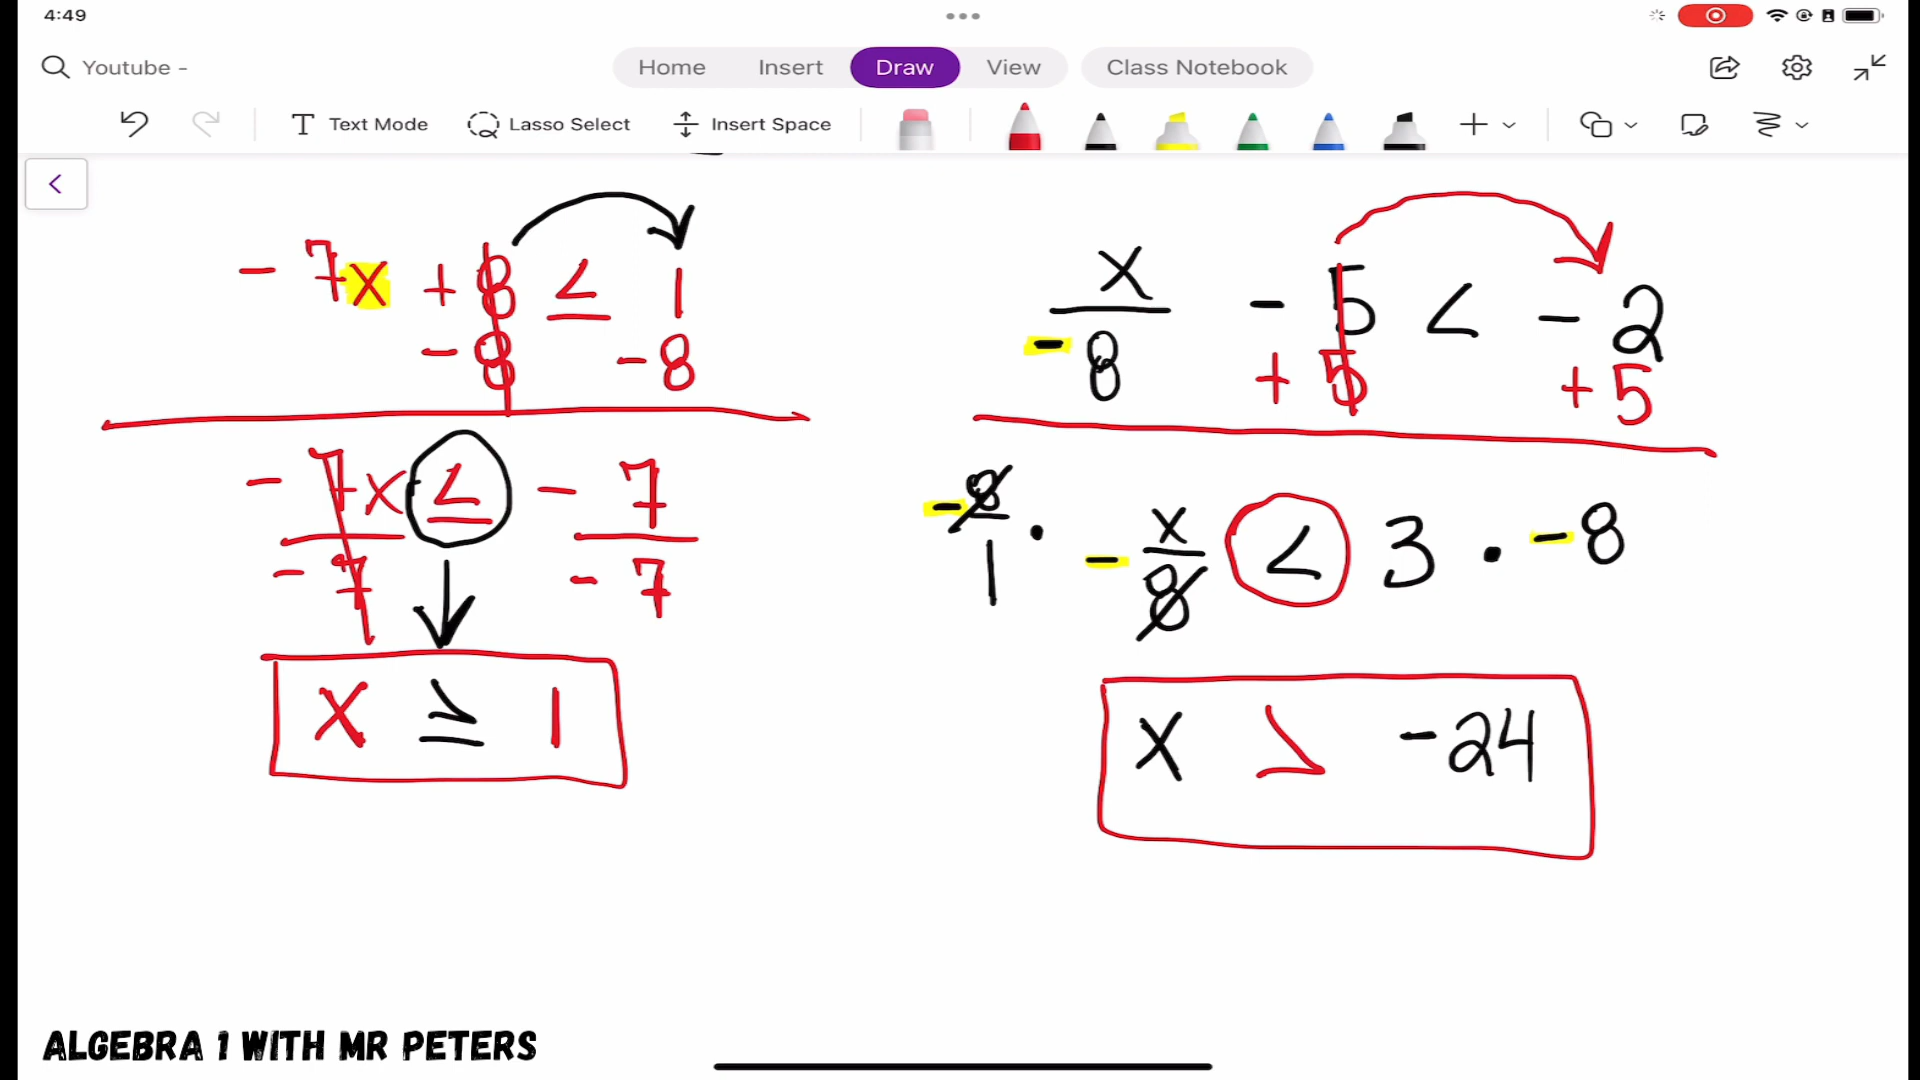 4:49
Youtube -
Home Insert Draw View Class Notebook
Text Mode Lasso Select Insert Space
- 7x + 8 ≤ 1
- 8 - 8
- 7x ≤ - 7
- 7 - 7
x ≥ 1
x
- 8 - 5 < - 2
+ 5 + 5
- 8 x
1 · - 8 < 3 · - 8
x > -24
ALGEBRA 1 WITH MR PETERS